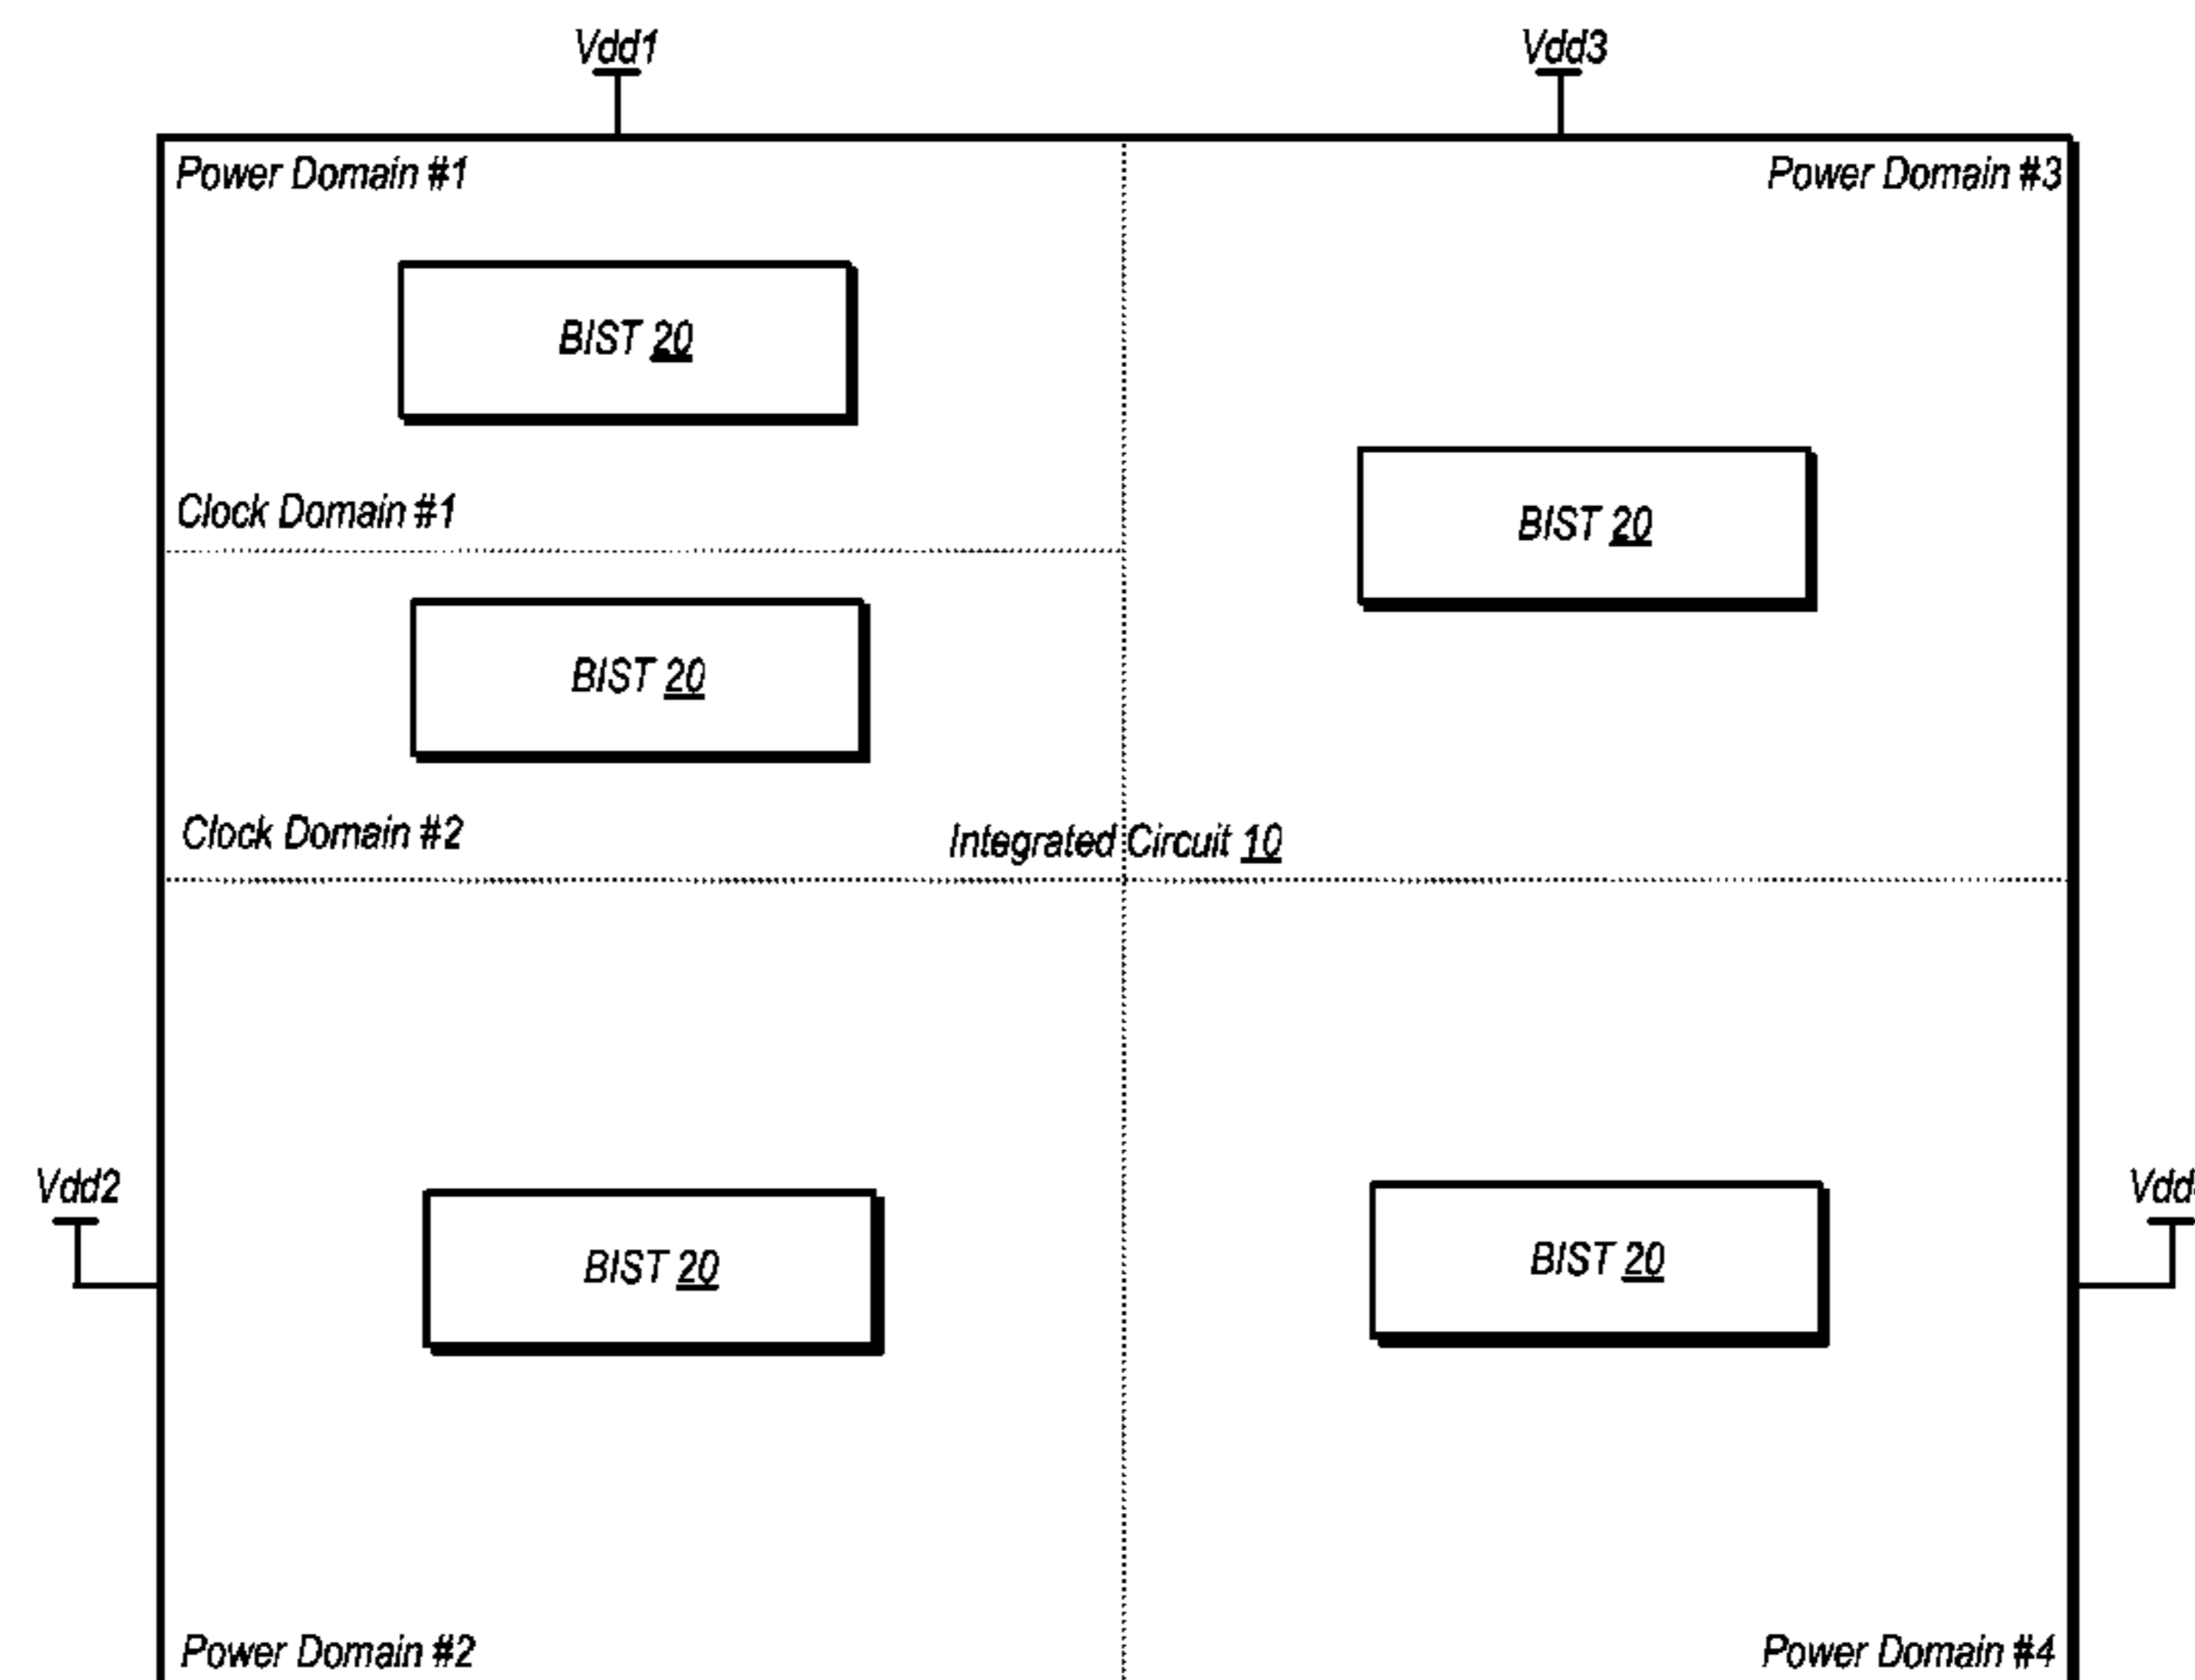 Vdd1
Vdd3
Power Domain #1
Power Domain #3
BIST 20
Clock Domain #1
BIST 20
BIST 20
Clock Domain #2
Integrated Circuit 10
Vdd2
BIST 20
BIST 20
Power Domain #2
Power Domain #4